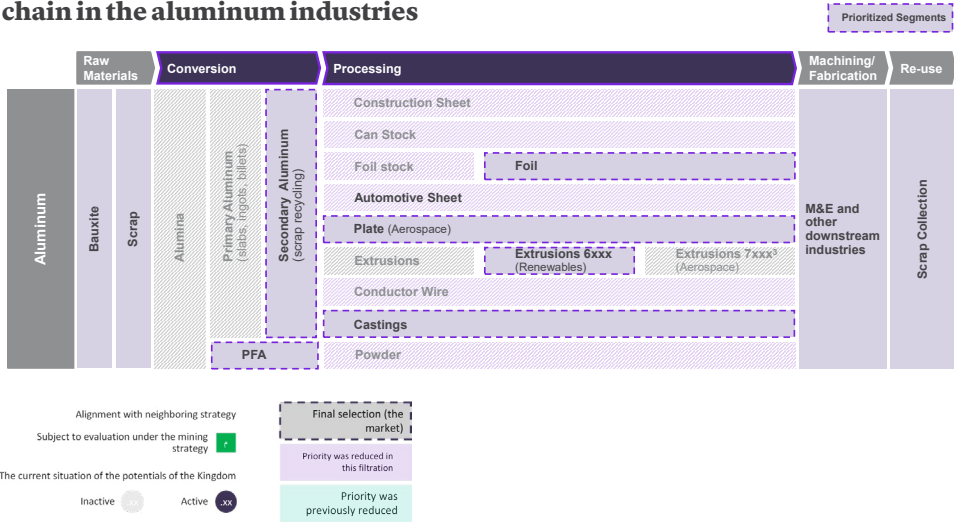 chain in the aluminum industries
Prioritized Segments
Raw
Materials
Conversion
Processing
Machining/
Fabrication
Re-use
Aluminum
Bauxite
Scrap
Alumina
Primary Aluminum
(slabs, ingots, billets)
Secondary Aluminum
(scrap recycling)
PFA
Construction Sheet
Can Stock
Foil stock
Foil
Automotive Sheet
Plate (Aerospace)
Extrusions
Extrusions 6xxx
(Renewables)
Extrusions 7xxx³
(Aerospace)
Conductor Wire
Castings
Powder
M&E and
other
downstream
industries
Scrap Collection
Alignment with neighboring strategy
Subject to evaluation under the mining
strategy
م
The current situation of the potentials of the Kingdom
Inactive
.xx
Active
.xx
Final selection (the
market)
Priority was reduced in
this filtration
Priority was
previously reduced